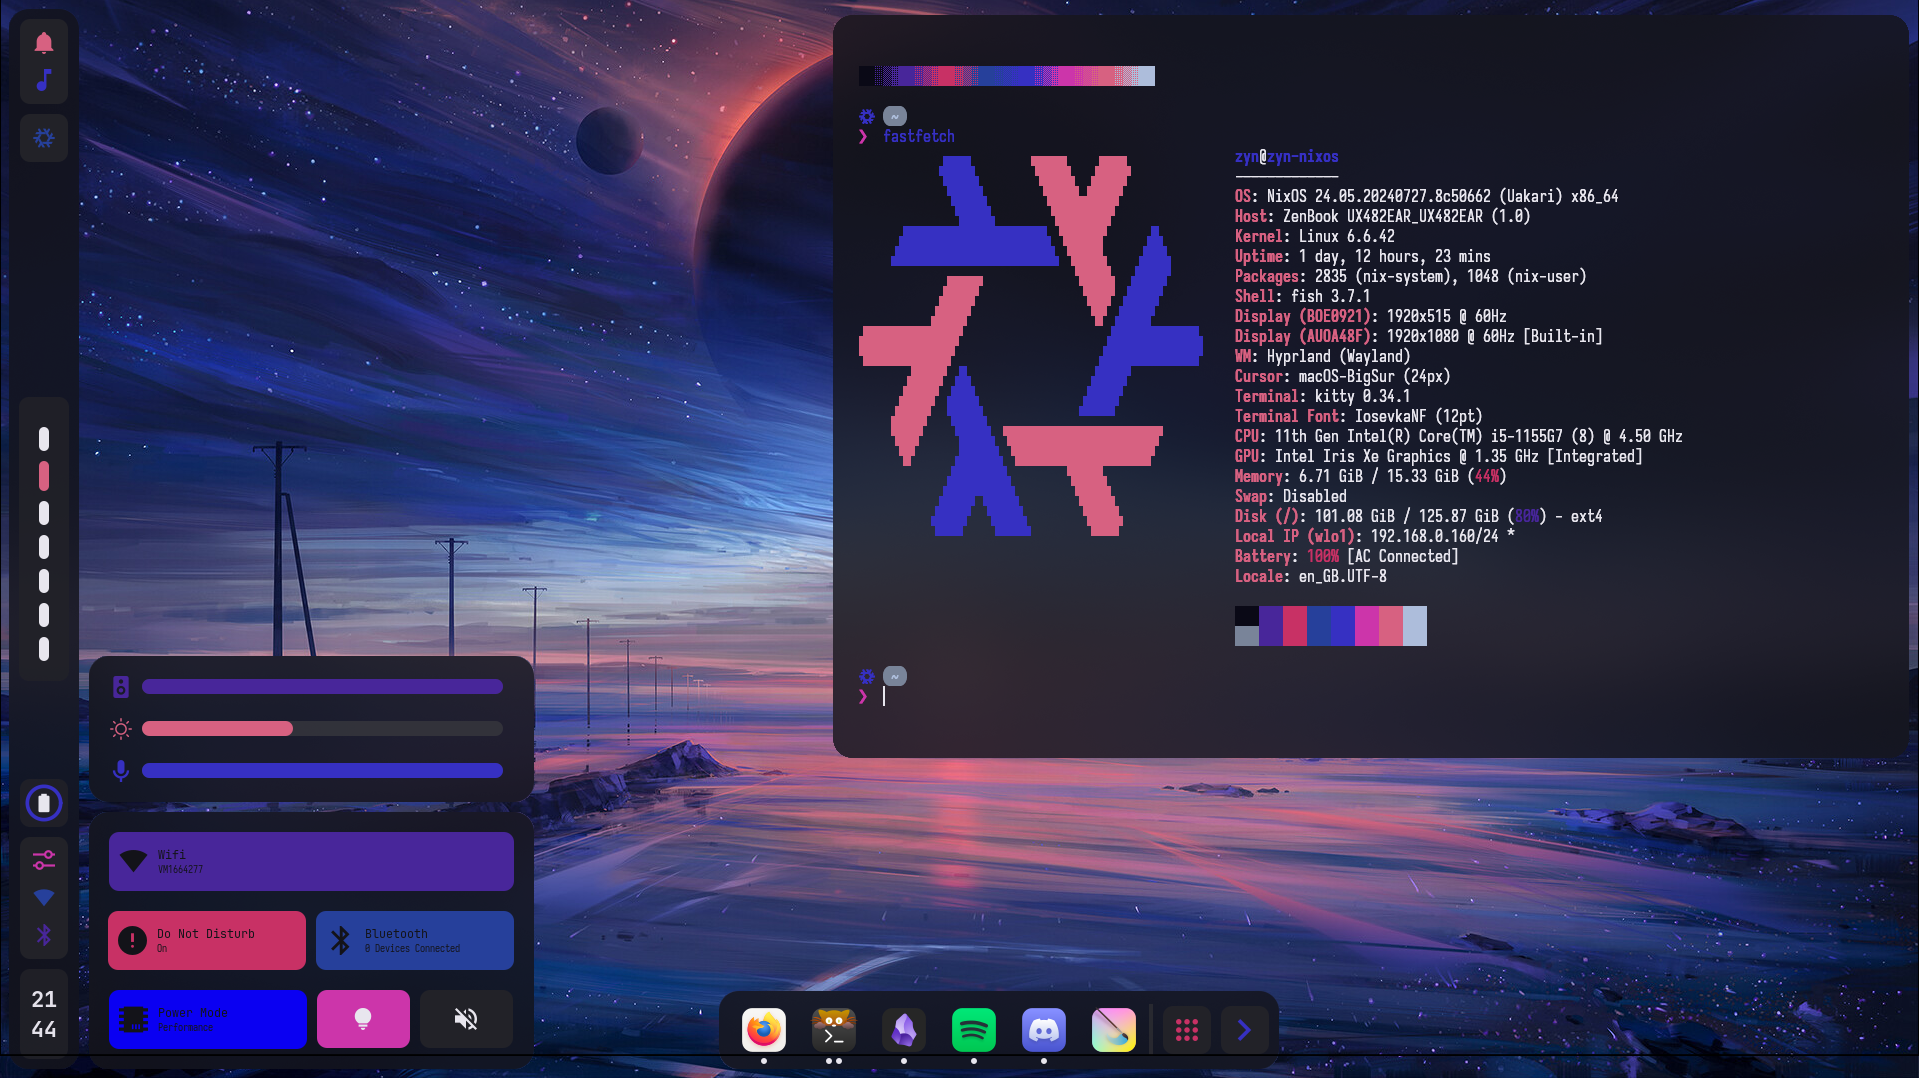 ~
❯ fastfetch
zyn@zyn-nixos
-------------
OS: NixOS 24.05.20240727.8c50662 (Uakari) x86_64
Host: ZenBook UX482EAR_UX482EAR (1.0)
Kernel: Linux 6.6.42
Uptime: 1 day, 12 hours, 23 mins
Packages: 2835 (nix-system), 1048 (nix-user)
Shell: fish 3.7.1
Display (BOE0921): 1920x515 @ 60Hz
Display (AUOA48F): 1920x1080 @ 60Hz [Built-in]
WM: Hyprland (Wayland)
Cursor: macOS-BigSur (24px)
Terminal: kitty 0.34.1
Terminal Font: IosevkaNF (12pt)
CPU: 11th Gen Intel(R) Core(TM) i5-1155G7 (8) @ 4.50 GHz
GPU: Intel Iris Xe Graphics @ 1.35 GHz [Integrated]
Memory: 6.71 GiB / 15.33 GiB (44%)
Swap: Disabled
Disk (/): 101.08 GiB / 125.87 GiB (80%) - ext4
Local IP (wlo1): 192.168.0.160/24 *
Battery: 100% [AC Connected]
Locale: en_GB.UTF-8
~
❯
Wifi
VM1664277
Do Not Disturb
On
Bluetooth
0 Devices Connected
Power Mode
Performance
21
44